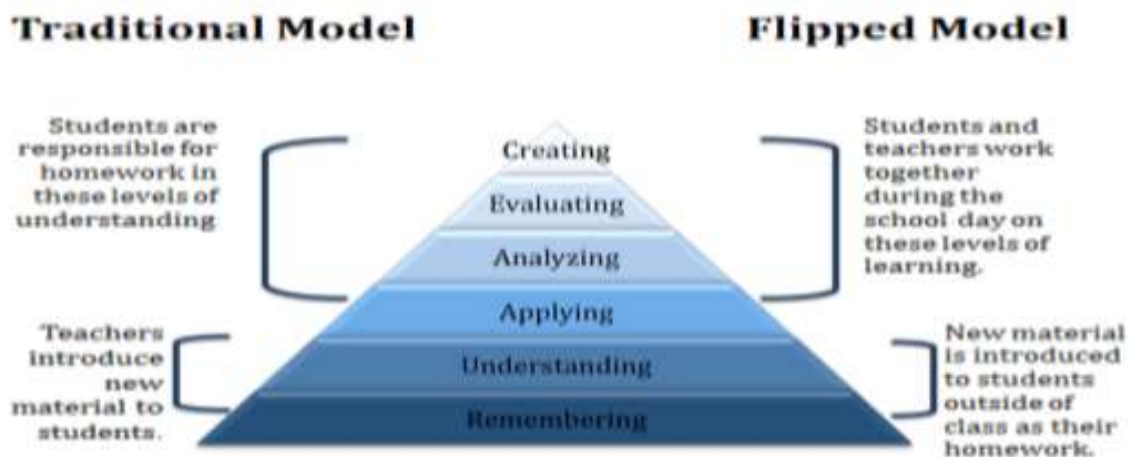 Traditional Model
Flipped Model
Students are
responsible for
homework in
these levels of
understanding
Teachers
introduce
new
material to
students.
Creating
Evaluating
Analyzing
Applying
Understanding
Remembering
Students and
teachers work
together
during the
school day on
these levels of
learning.
New material
is introduced
to students
outside of
class as their
homework.